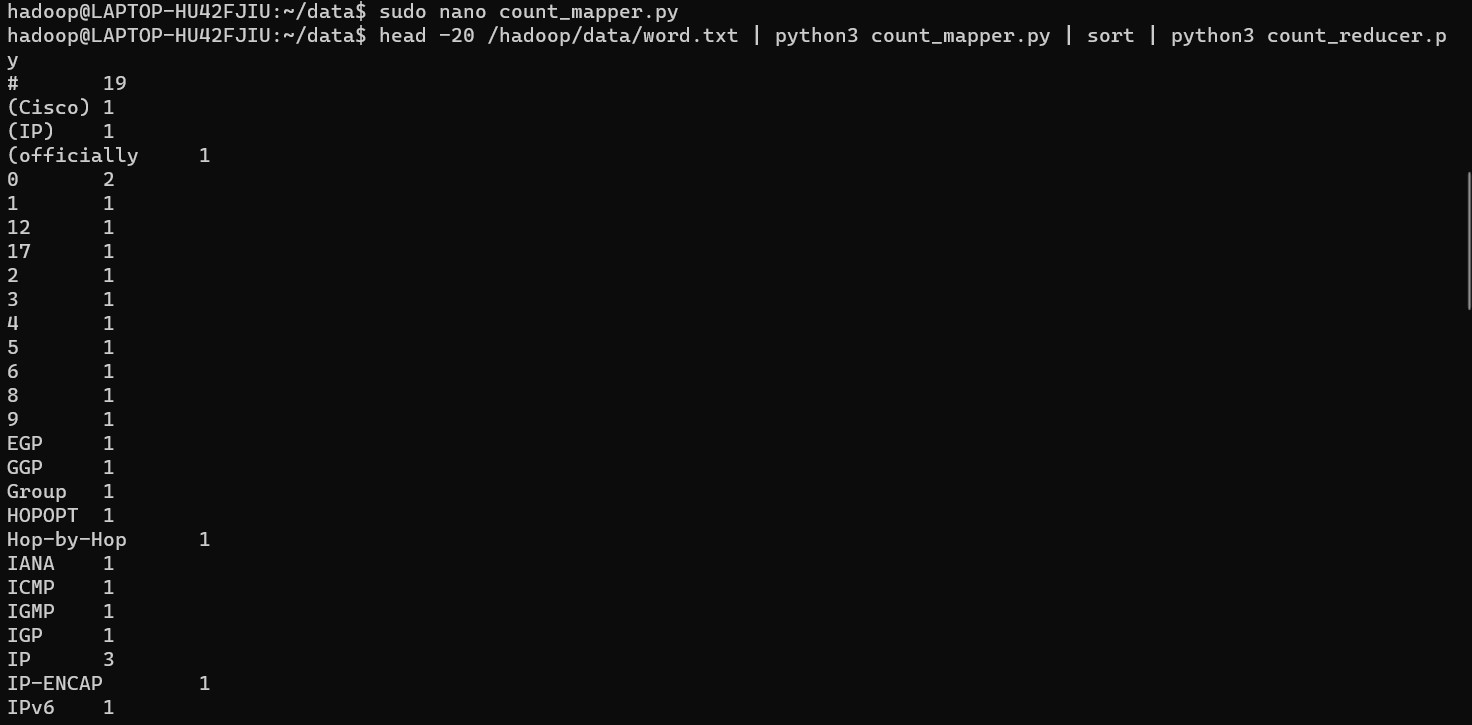 hadoop@LAPTOP-HU42FJIU:~/data$ sudo nano count_mapper.py
hadoop@LAPTOP-HU42FJIU:~/data$ head -20 /hadoop/data/word.txt | python3 count_mapper.py | sort | python3 count_reducer.p
y
#       19
(Cisco) 1
(IP)    1
(officially     1
0       2
1       1
12      1
17      1
2       1
3       1
4       1
5       1
6       1
8       1
9       1
EGP     1
GGP     1
Group   1
HOPOPT  1
Hop-by-Hop      1
IANA    1
ICMP    1
IGMP    1
IGP     1
IP      3
IP-ENCAP        1
IPv6    1